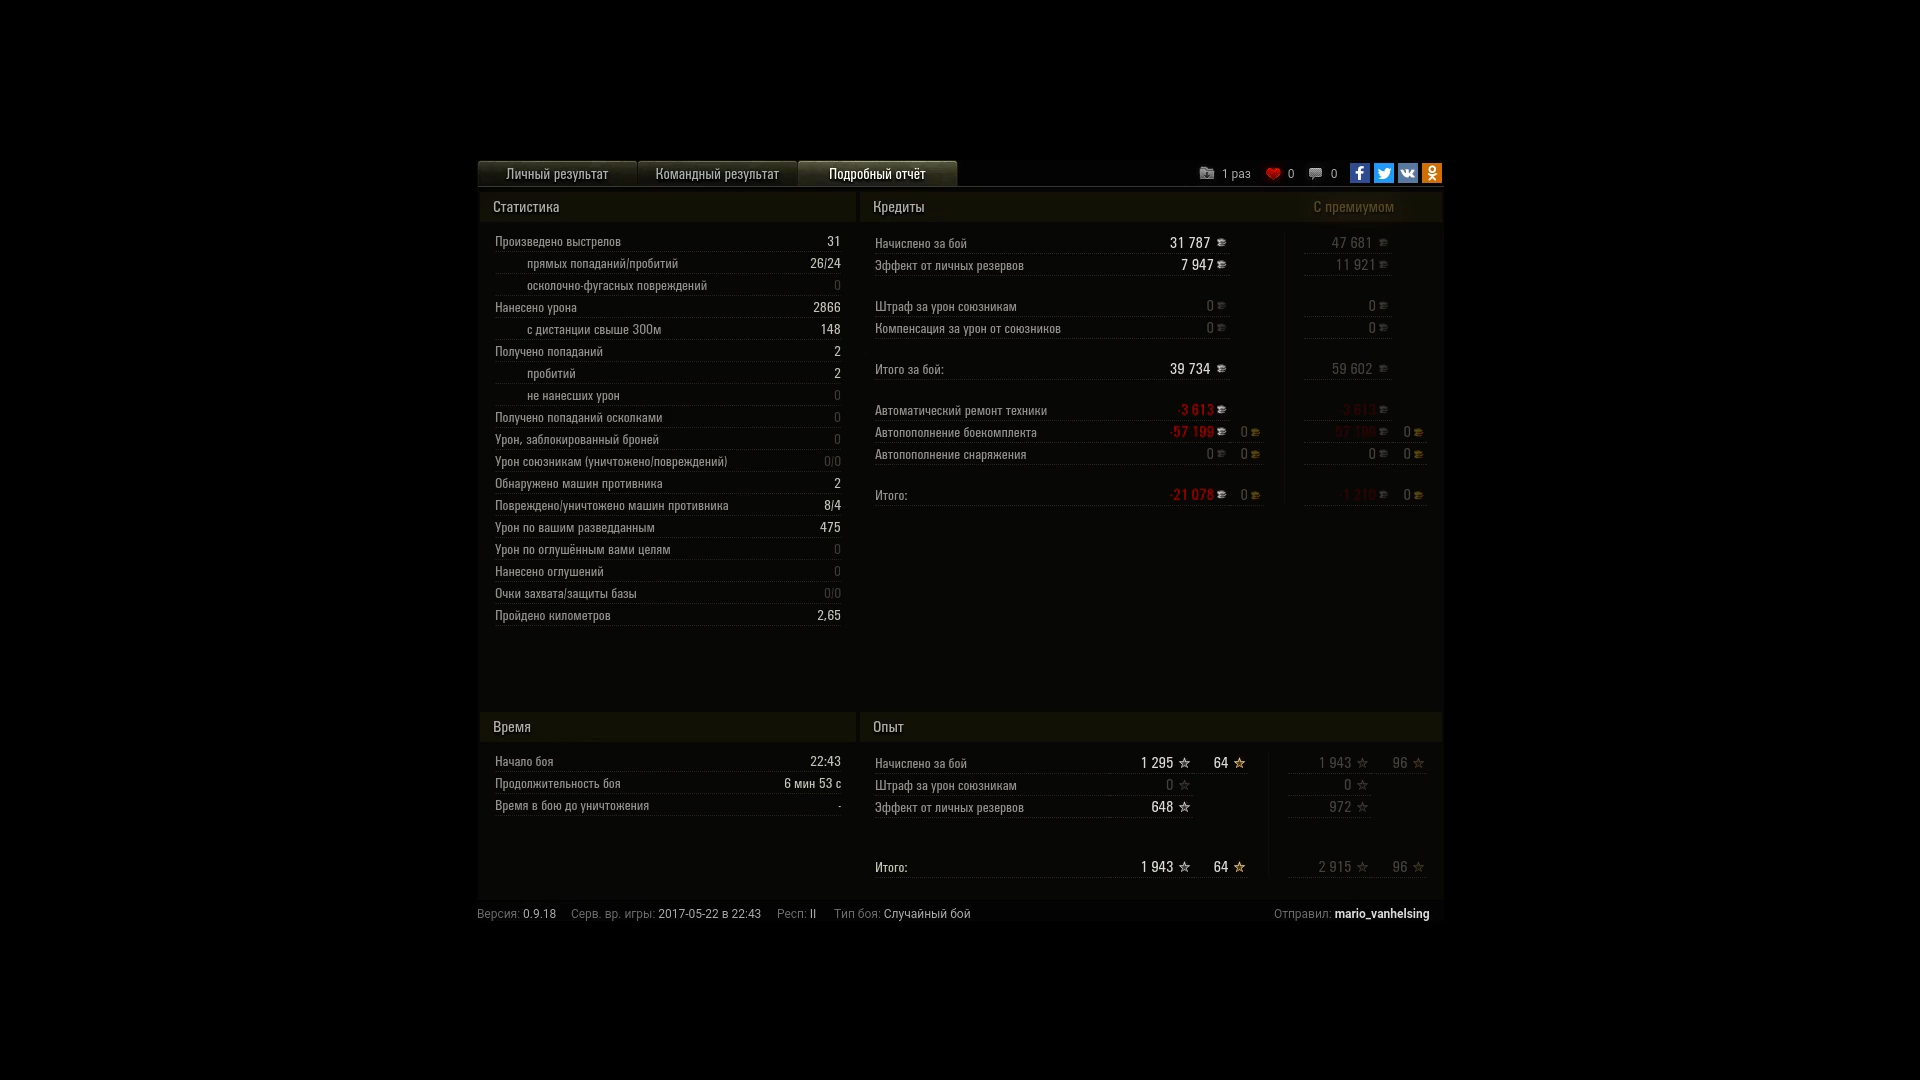 Личный результат Командный результат Подробный отчёт 1 раз 0 0
Статистика
Произведено выстрелов 31
прямых попаданий/пробитий 26/24
осколочно-фугасных повреждений 0
Нанесено урона 2866
с дистанции свыше 300м 148
Получено попаданий 2
пробитий 2
не нанесших урон 0
Получено попаданий осколками 0
Урон, заблокированный броней 0
Урон союзникам (уничтожено/повреждений) 0/0
Обнаружено машин противника 2
Повреждено/уничтожено машин противника 8/4
Урон по вашим разведданным 475
Урон по оглушённым вами целям 0
Нанесено оглушений 0
Очки захвата/защиты базы 0/0
Пройдено километров 2,65
Кредиты С премиумом
Начислено за бой 31 787 47 681
Эффект от личных резервов 7 947 11 921
Штраф за урон союзникам 0 0
Компенсация за урон от союзников 0 0
Итого за бой: 39 734 59 602
Автоматический ремонт техники -3 613 -3 613
Автопополнение боекомплекта -57 199 0 -57 199 0
Автопополнение снаряжения 0 0 0 0
Итого: -21 078 0 -1 210 0
Время
Начало боя 22:43
Продолжительность боя 6 мин 53 с
Время в бою до уничтожения -
Опыт
Начислено за бой 1 295 64 1 943 96
Штраф за урон союзникам 0 0
Эффект от личных резервов 648 972
Итого: 1 943 64 2 915 96
Версия: 0.9.18 Серв. вр. игры: 2017-05-22 в 22:43 Респ: II Тип боя: Случайный бой Отправил: mario_vanhelsing